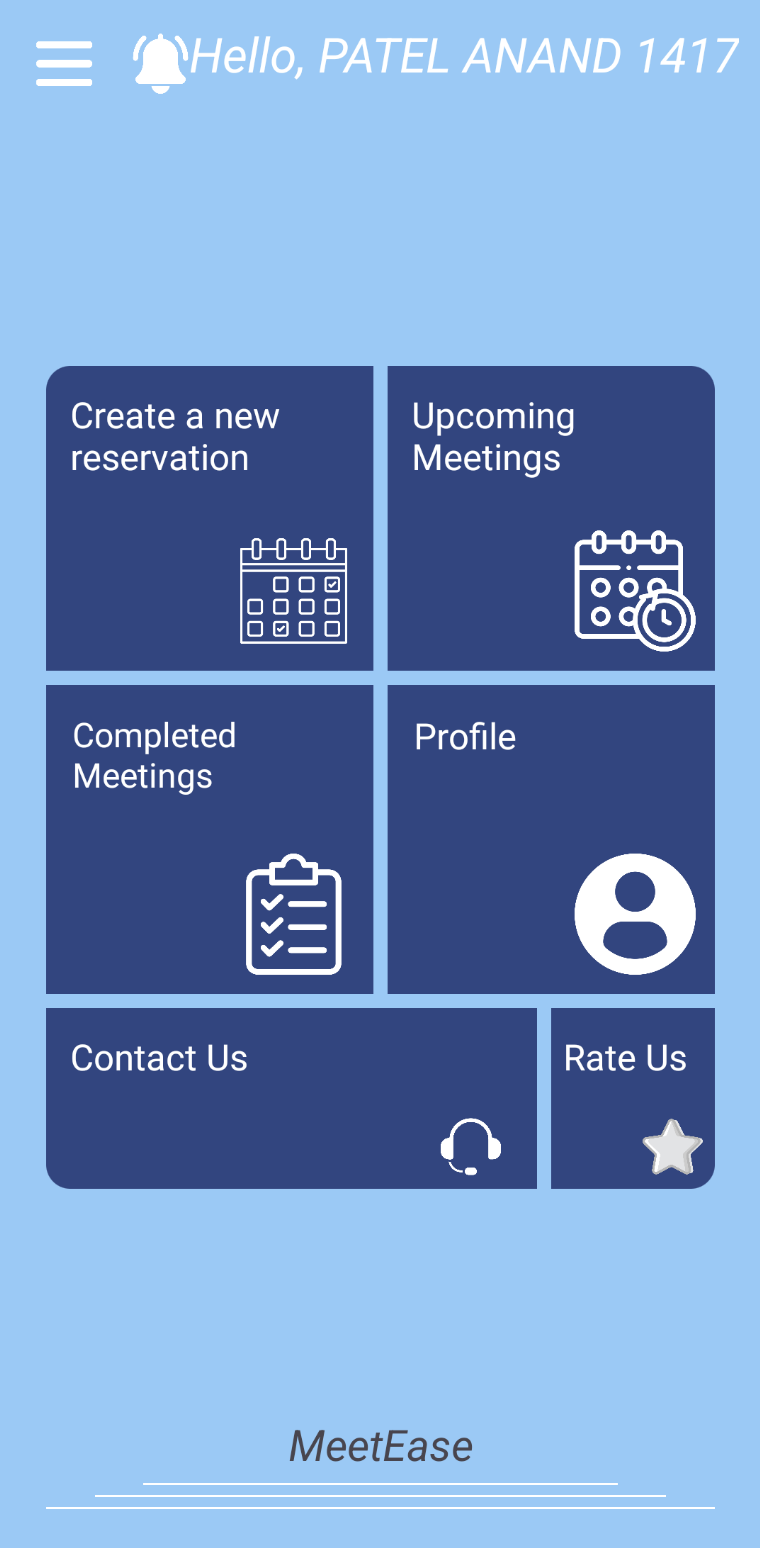 Hello, PATEL ANAND 1417
Create a new
reservation
Upcoming
Meetings
Completed
Meetings
Profile
Contact Us
Rate Us
MeetEase